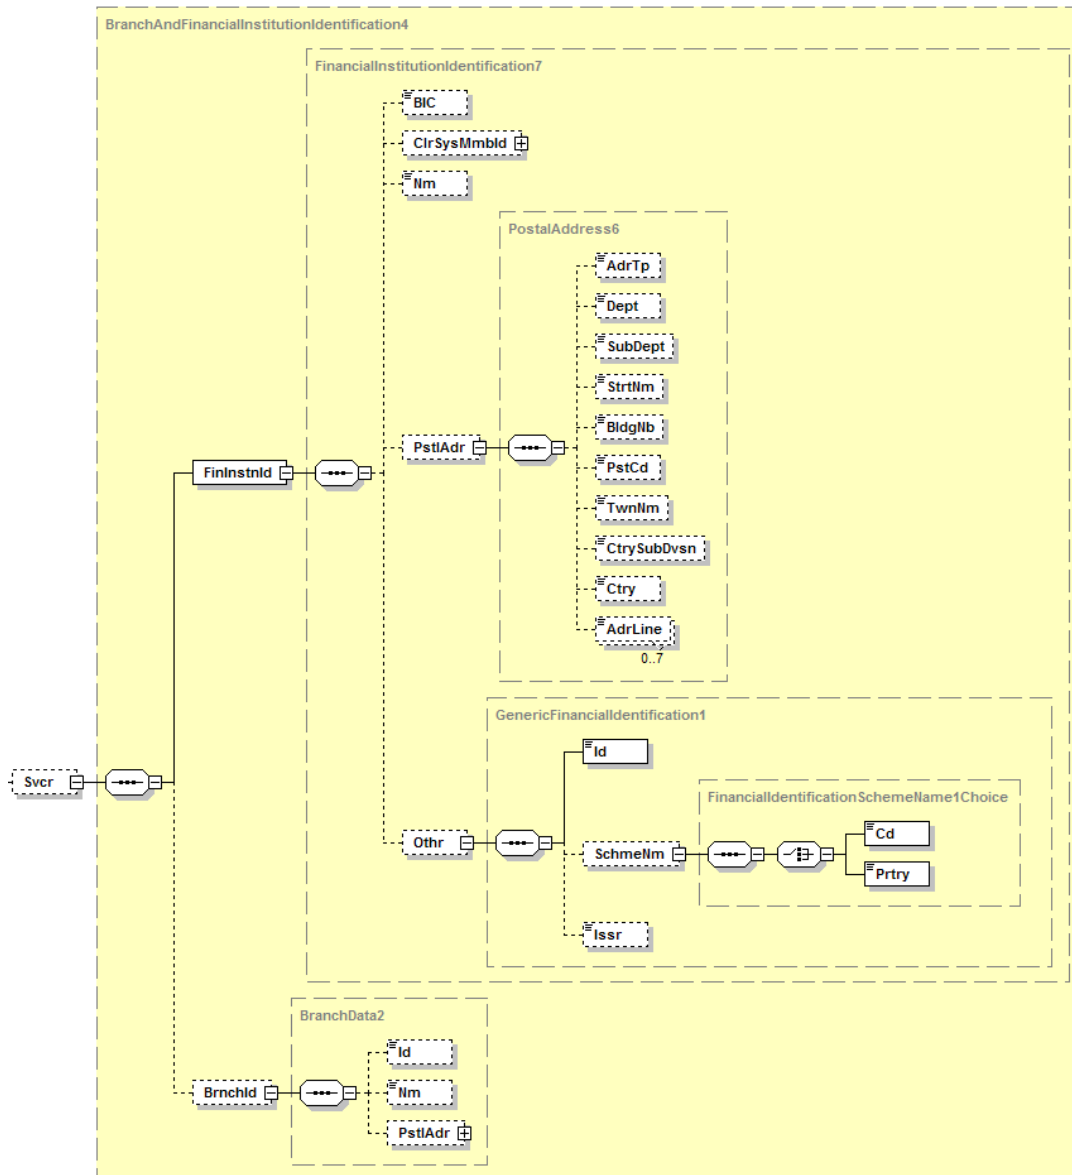 BranchAndFinancialInstitutionIdentification4
FinancialInstitutionIdentification7
BIC
ClrSysMmbId
Nm
PostalAddress6
AdrTp
Dept
SubDept
StrtNm
BldgNb
PstlAdr
PstCd
FinInstnId
TwnNm
CtrySubDvsn
Ctry
AdrLine
0..7
GenericFinancialIdentification1
Id
Svcr
FinancialIdentificationSchemeName1Choice
Cd
Othr
SchmeNm
Prtry
Issr
BranchData2
Id
BrnchId
Nm
PstlAdr